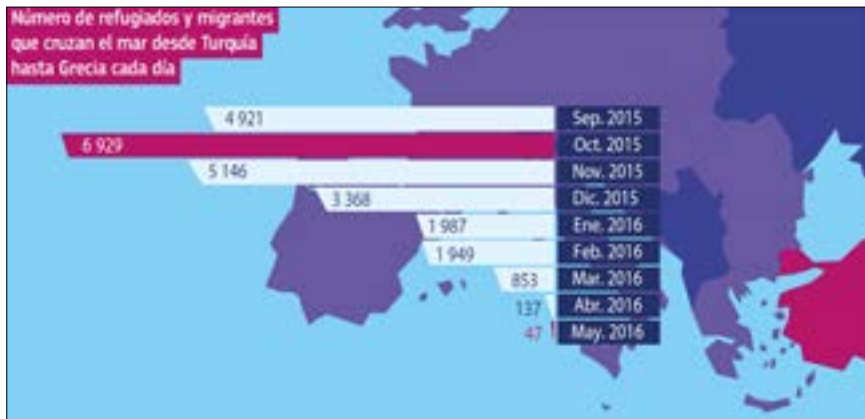 Número de refugiados y migrantes
que cruzan el mar desde Turquía
hasta Grecia cada día
4 921 Sep. 2015
6 929 Oct. 2015
5 146 Nov. 2015
3 368 Dic. 2015
1 987 Ene. 2016
1 949 Feb. 2016
853 Mar. 2016
137 Abr. 2016
47 May. 2016